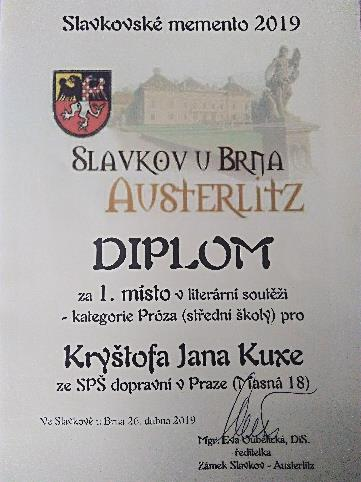 Slavkovské memento 2019
SLAVKOV U BRNA
AUSTERLITZ
DIPLOM
za 1. místo v literární soutěži
- kategorie Próza (střední školy) pro
Kryštofa Jana Kuxe
ze SPŠ dopravní v Praze (Masná 18)
Ve Slavkově u Brna 26. dubna 2019
Mgr. Eva Oubělická, DiS.
ředitelka
Zámek Slavkov - Austerlitz